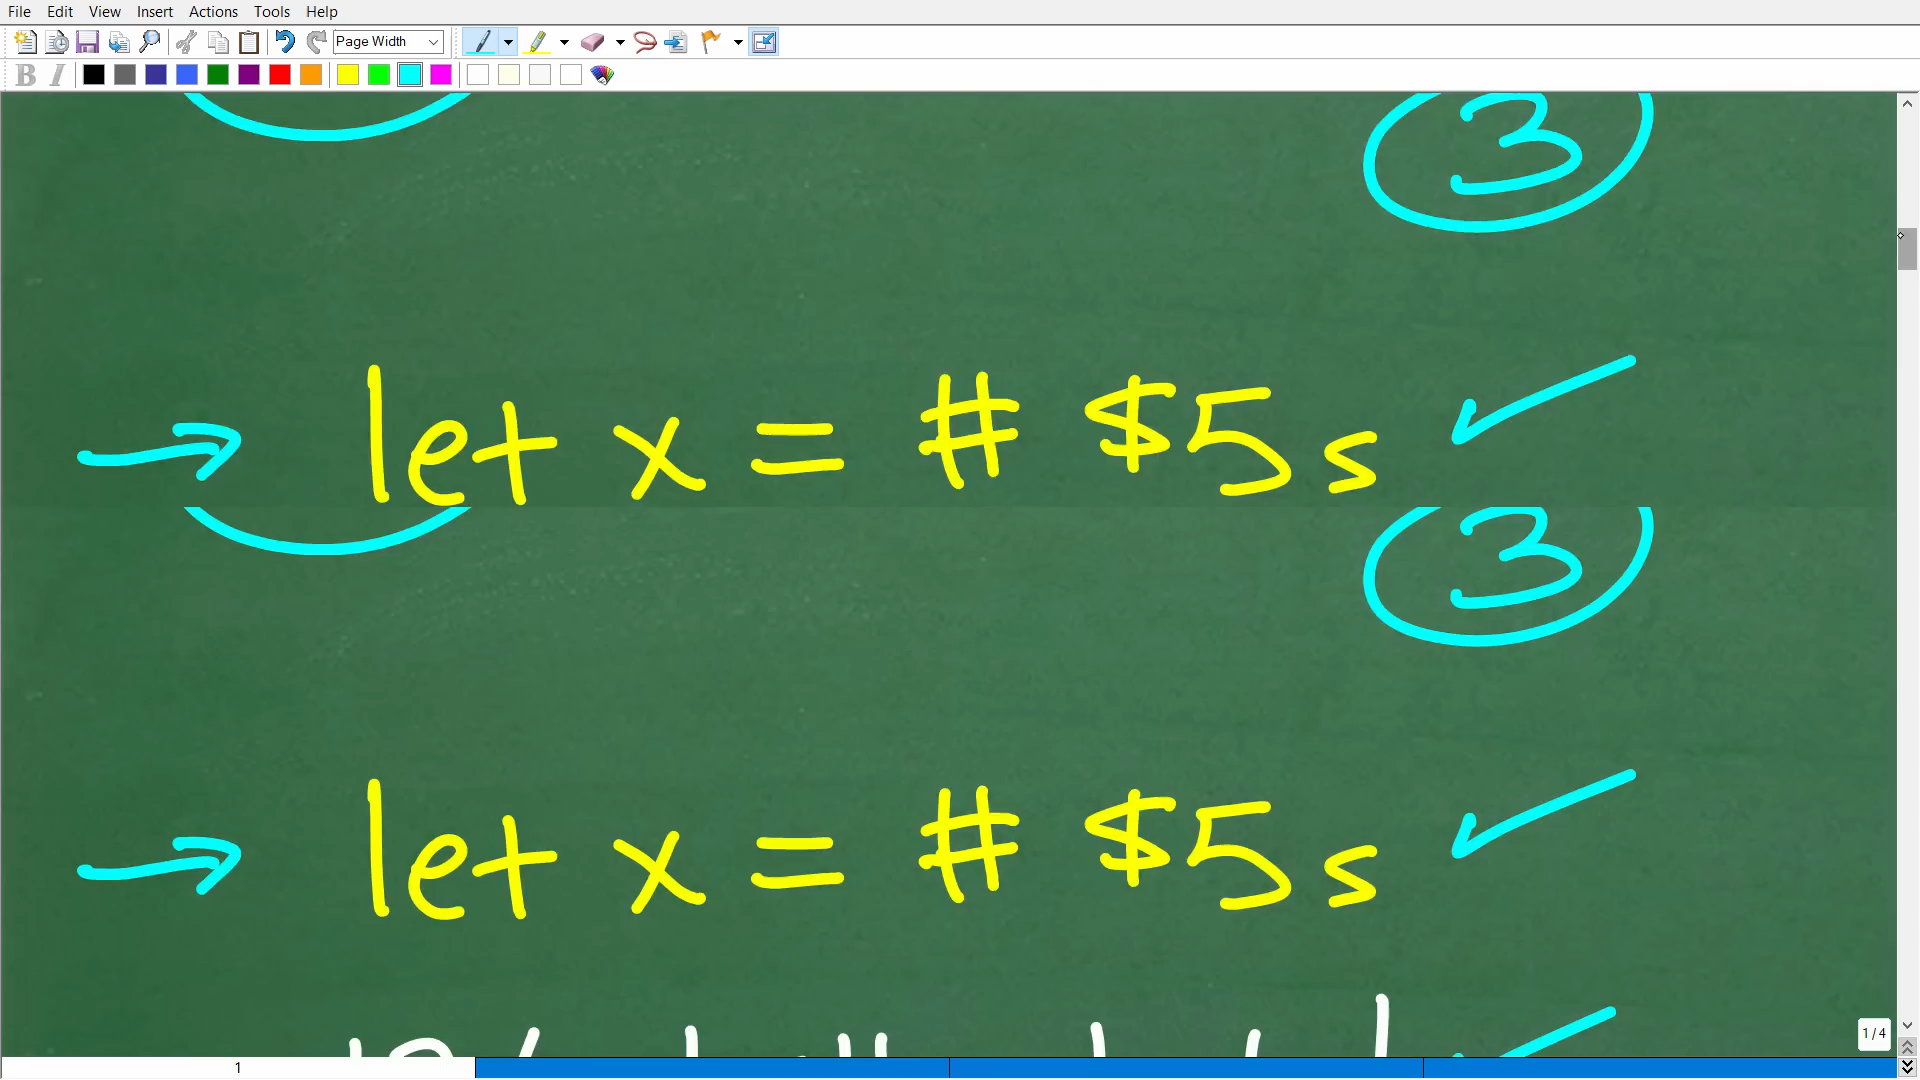 File Edit View Insert Actions Tools Help
Page Width
B I
3
let x = # $5s
3
let x = # $5s
1 / 4
1